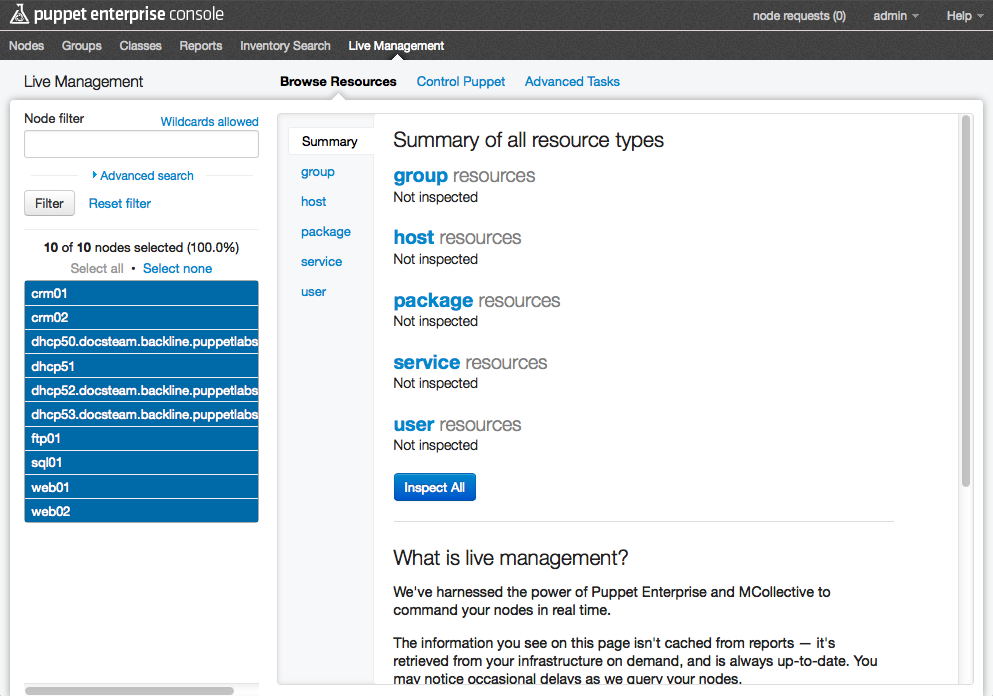 puppet enterprise console
node requests (0) admin Help
Nodes Groups Classes Reports Inventory Search Live Management
Live Management
Browse Resources Control Puppet Advanced Tasks
Node filter Wildcards allowed
Advanced search
Filter Reset filter
10 of 10 nodes selected (100.0%)
Select all • Select none
crm01
crm02
dhcp50.docsteam.backline.puppetlabs
dhcp51
dhcp52.docsteam.backline.puppetlabs
dhcp53.docsteam.backline.puppetlabs
ftp01
sql01
web01
web02
Summary
group
host
package
service
user
Summary of all resource types
group resources
Not inspected
host resources
Not inspected
package resources
Not inspected
service resources
Not inspected
user resources
Not inspected
Inspect All
What is live management?
We've harnessed the power of Puppet Enterprise and MCollective to
command your nodes in real time.
The information you see on this page isn't cached from reports — it's
retrieved from your infrastructure on demand, and is always up-to-date. You
may notice occasional delays as we query your nodes.